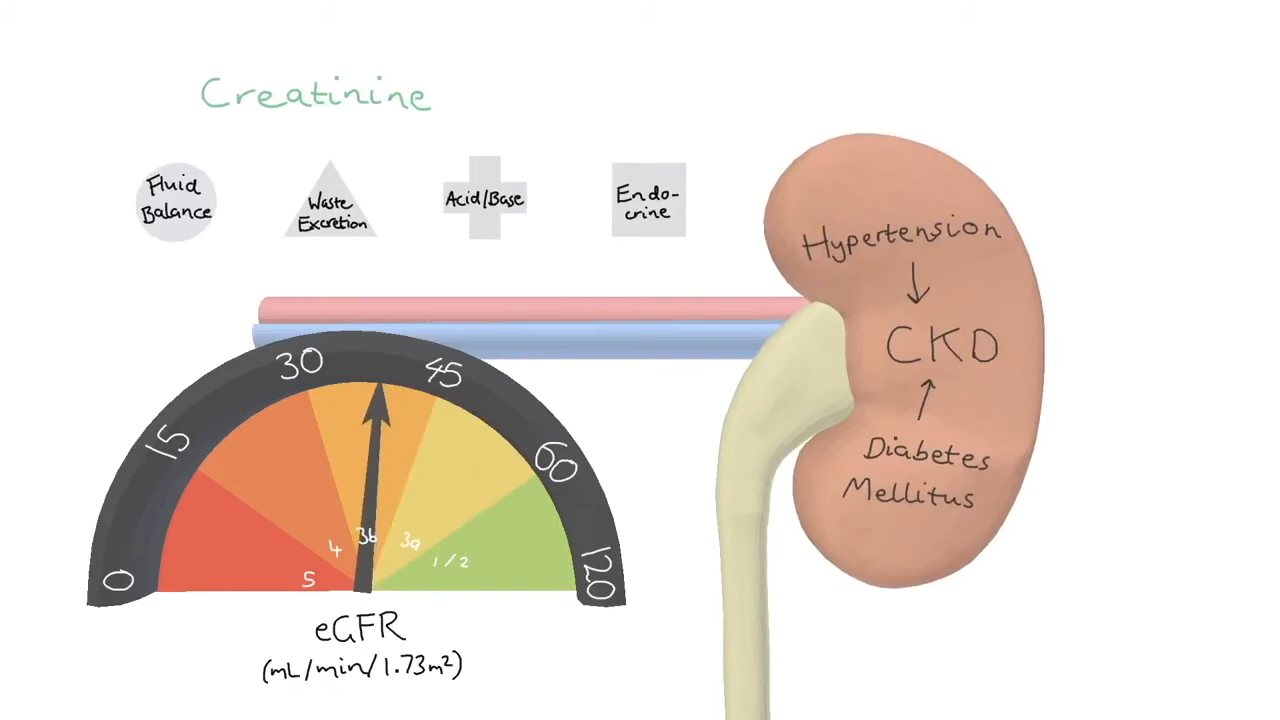 Creatinine
Fluid
Balance
Waste
Excretion
Acid/Base
Endo-
crine
Hypertension
CKD
Diabetes
Mellitus
0
15
30
45
60
120
5
4
3b
3a
1/2
eGFR
(mL/min/1.73m²)